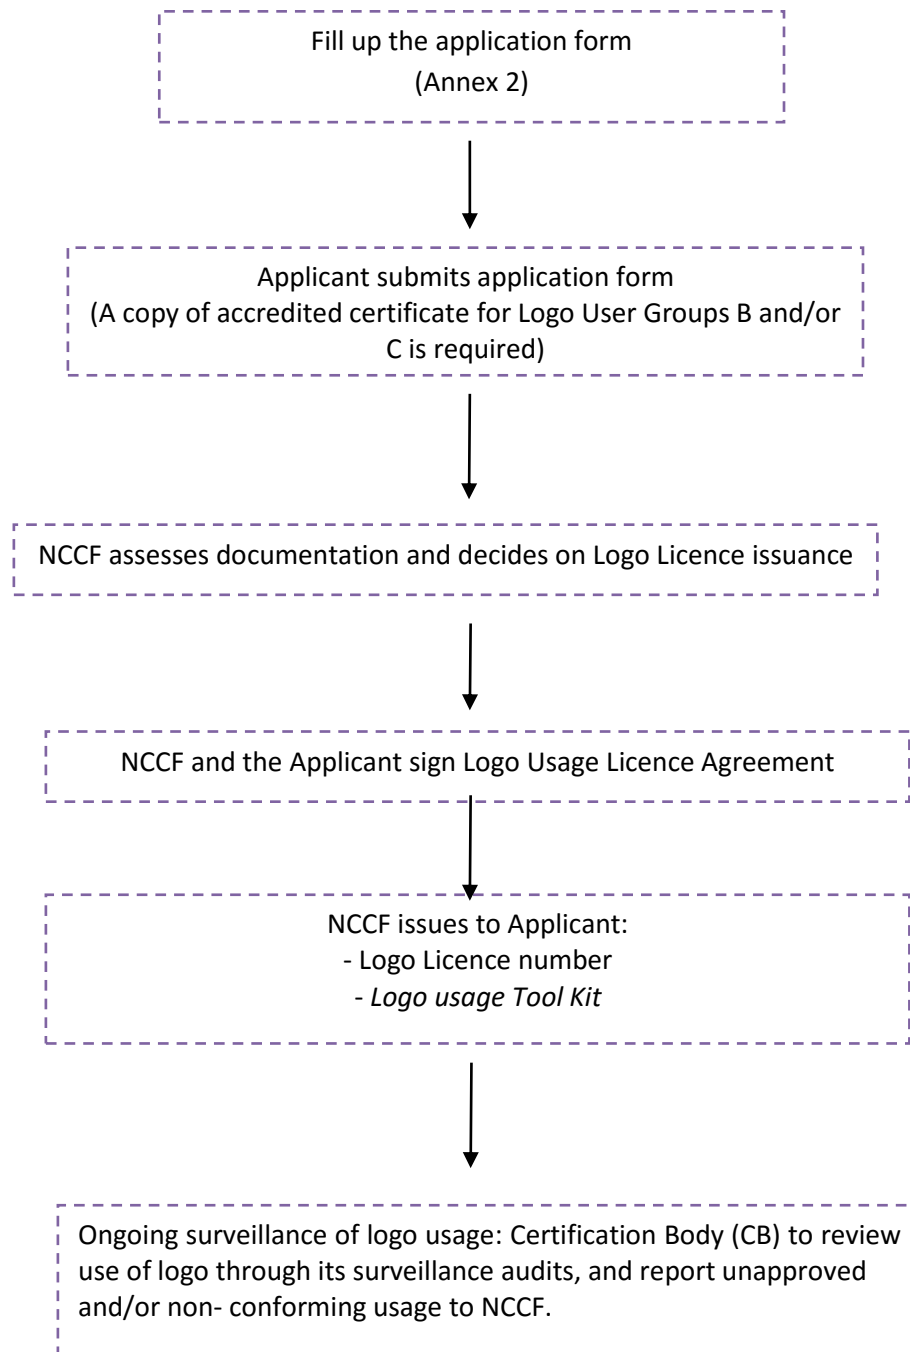 Fill up the application form
(Annex 2)
Applicant submits application form
(A copy of accredited certificate for Logo User Groups B and/or
C is required)
NCCF assesses documentation and decides on Logo Licence issuance
NCCF and the Applicant sign Logo Usage Licence Agreement
NCCF issues to Applicant:
- Logo Licence number
- Logo usage Tool Kit
Ongoing surveillance of logo usage: Certification Body (CB) to review
use of logo through its surveillance audits, and report unapproved
and/or non- conforming usage to NCCF.